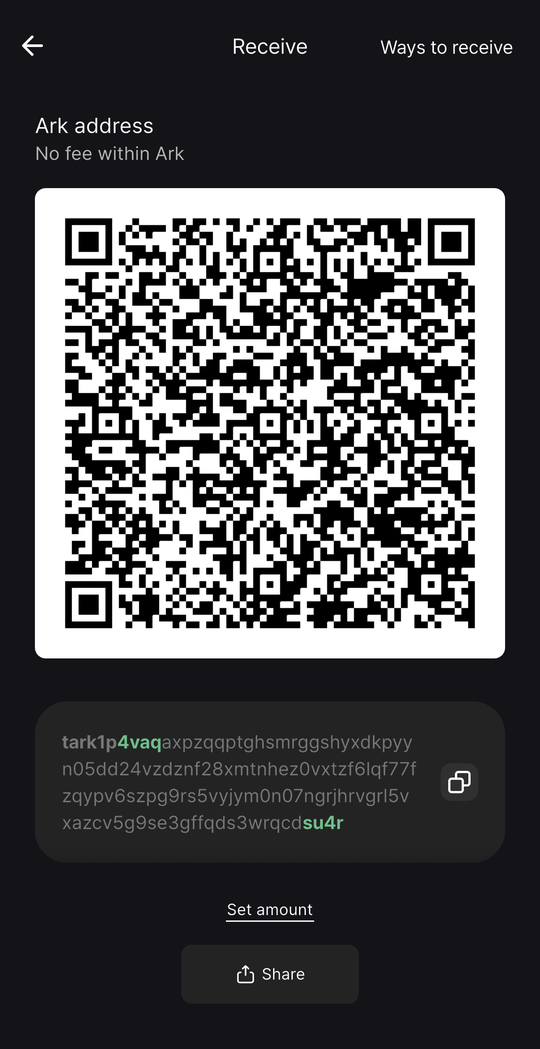 Receive
Ways to receive
Ark address
No fee within Ark
tark1p4vaqaxpzqqptghsmrggshyxdkpyy
n05dd24vzdznf28xmtnhez0vxtzf6lqf77f
zqypv6szpg9rs5vyjym0n07ngrjhrvgrl5v
xazcv5g9se3gffqds3wrqcdsu4r
Set amount
Share